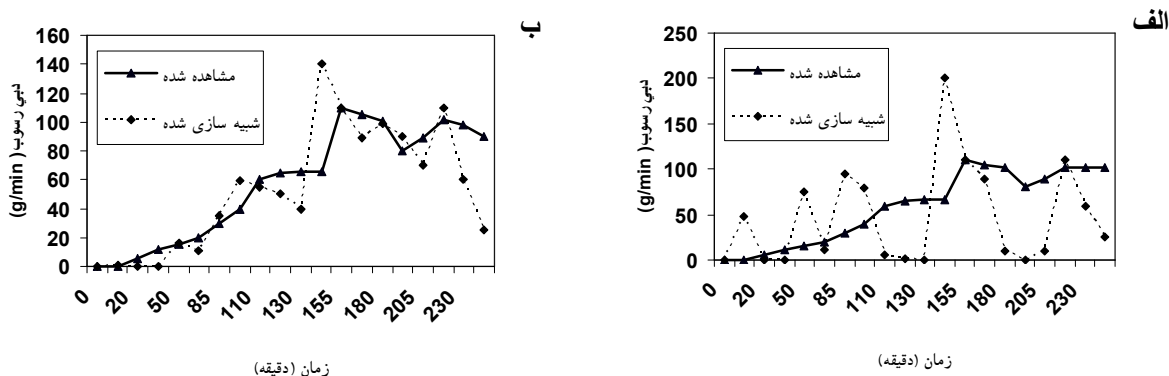 الف
250
200
150
100
50
0
دبي رسوب( g/min)
مشاهده شده
شبیه سازی شده
0 20 50 85 110 130 155 180 205 230
زمان (دقیقه)
ب
160
140
120
100
80
60
40
20
0
دبي رسوب( g/min)
مشاهده شده
شبیه سازی شده
0 20 50 85 110 130 155 180 205 230
زمان (دقیقه)